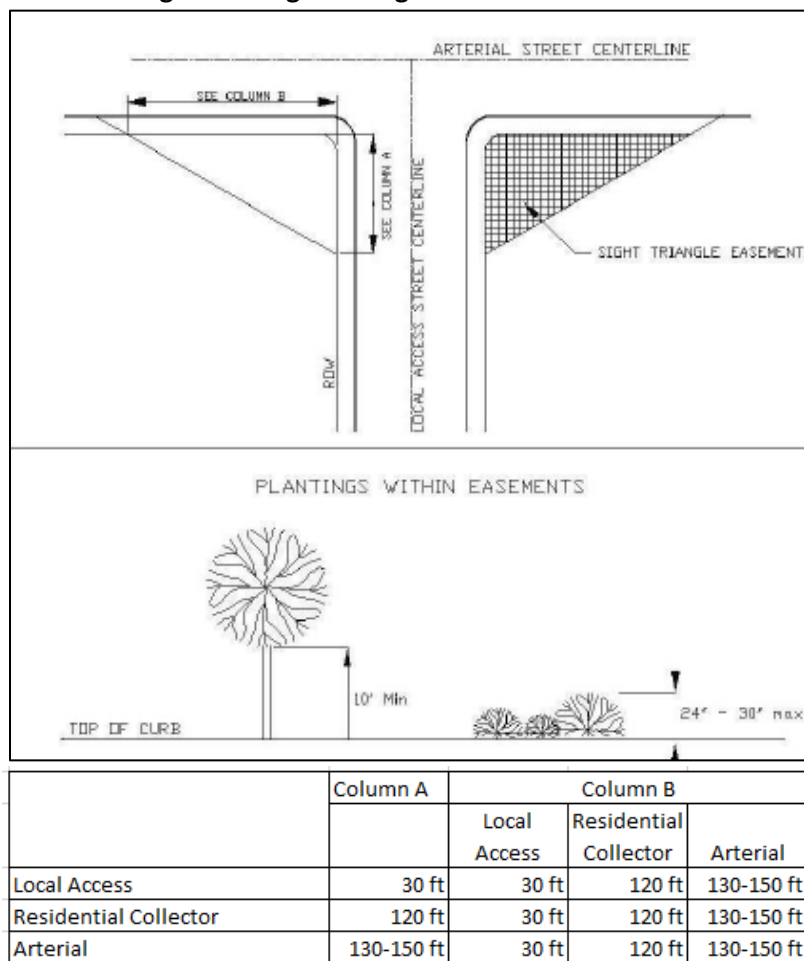 ARTERIAL STREET CENTERLINE
SEE COLUMN B
SEE COLUMN A
LOCAL ACCESS STREET CENTERLINE
SIGHT TRIANGLE EASEMENT
ROW
PLANTINGS WITHIN EASEMENTS
10' Min
24" - 30" max
TOP OF CURB
Column A Column B
Local Access Residential Collector Arterial
Local Access 30 ft 30 ft 120 ft 130-150 ft
Residential Collector 120 ft 30 ft 120 ft 130-150 ft
Arterial 130-150 ft 30 ft 120 ft 130-150 ft